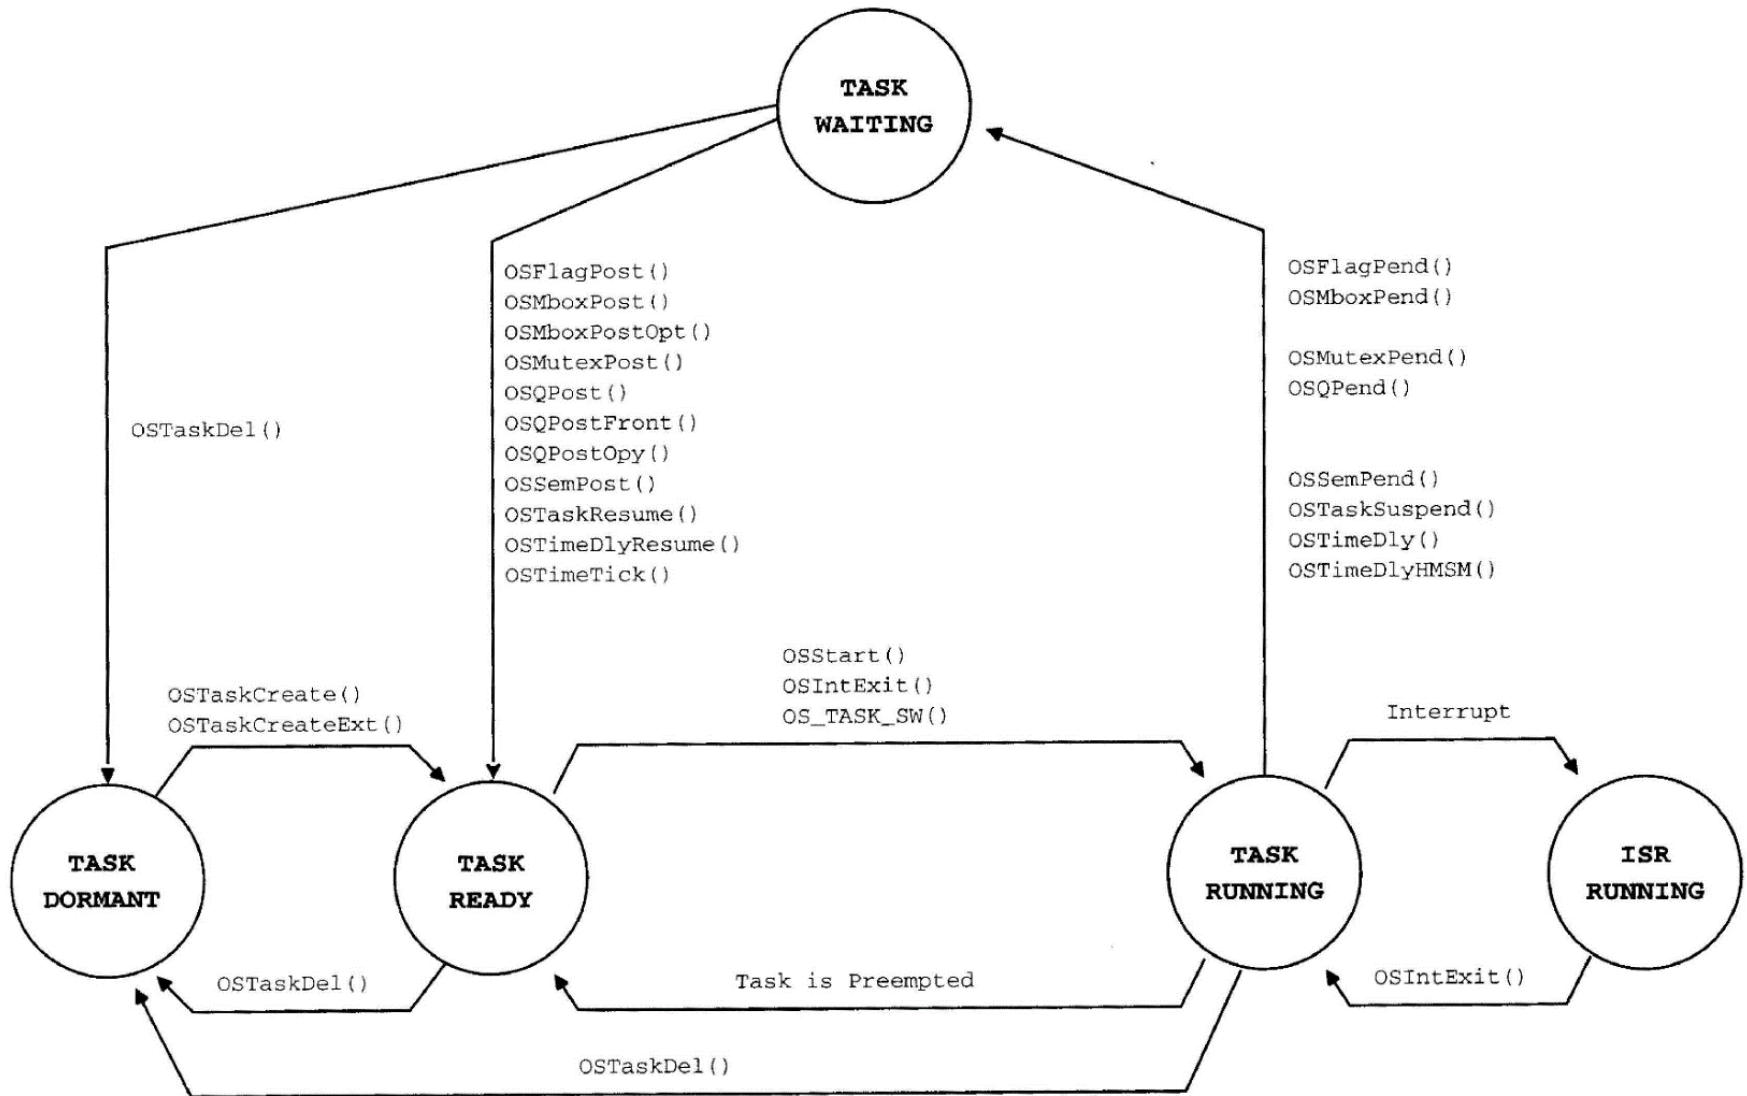 TASK
WAITING
OSFlagPost()
OSMboxPost()
OSMboxPostOpt()
OSMutexPost()
OSQPost()
OSQPostFront()
OSQPostOpy()
OSSemPost()
OSTaskResume()
OSTimeDlyResume()
OSTimeTick()
OSFlagPend()
OSMboxPend()
OSMutexPend()
OSQPend()
OSSemPend()
OSTaskSuspend()
OSTimeDly()
OSTimeDlyHMSM()
OSTaskDel()
OSTaskCreate()
OSTaskCreateExt()
OSStart()
OSIntExit()
OS_TASK_SW()
Interrupt
TASK
DORMANT
TASK
READY
TASK
RUNNING
ISR
RUNNING
OSTaskDel()
Task is Preempted
OSIntExit()
OSTaskDel()